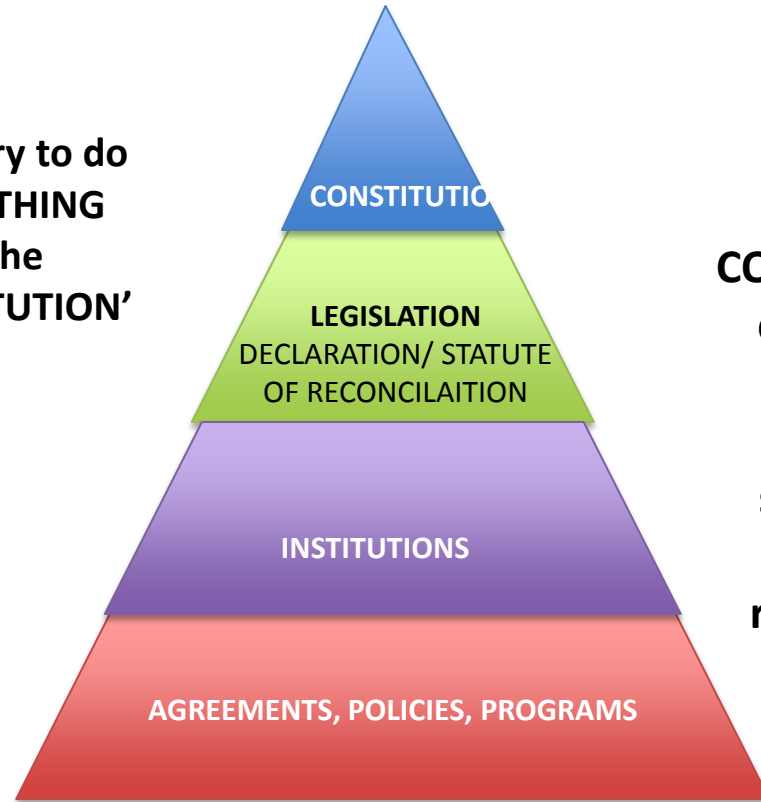 CONSTITUTIO
ry to do
THING
he
TUTION’
LEGISLATION
DECLARATION/ STATUTE
OF RECONCILAITION
CO
INSTITUTIONS
AGREEMENTS, POLICIES, PROGRAMS